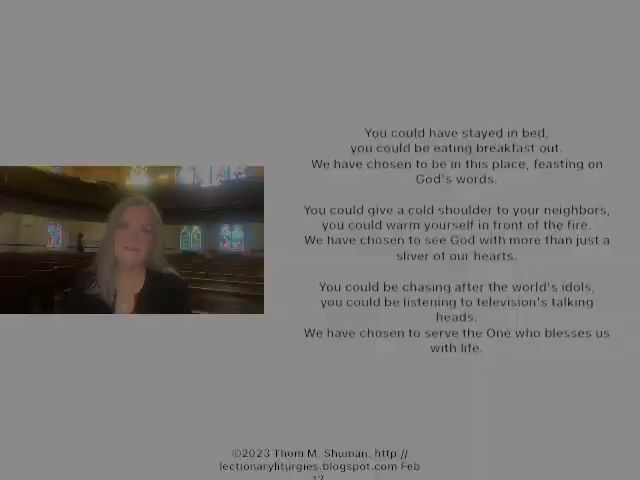 You could have stayed in bed,
you could be eating breakfast out.
We have chosen to be in this place, feasting on
God's words.
You could give a cold shoulder to your neighbors,
you could warm yourself in front of the fire.
We have chosen to see God with more than just a
sliver of our hearts.
You could be chasing after the world's idols,
you could be listening to television's talking
heads.
We have chosen to serve the One who blesses us
with life.
©2023 Thom M. Shuman, http://
lectionaryliturgies.blogspot.com Feb